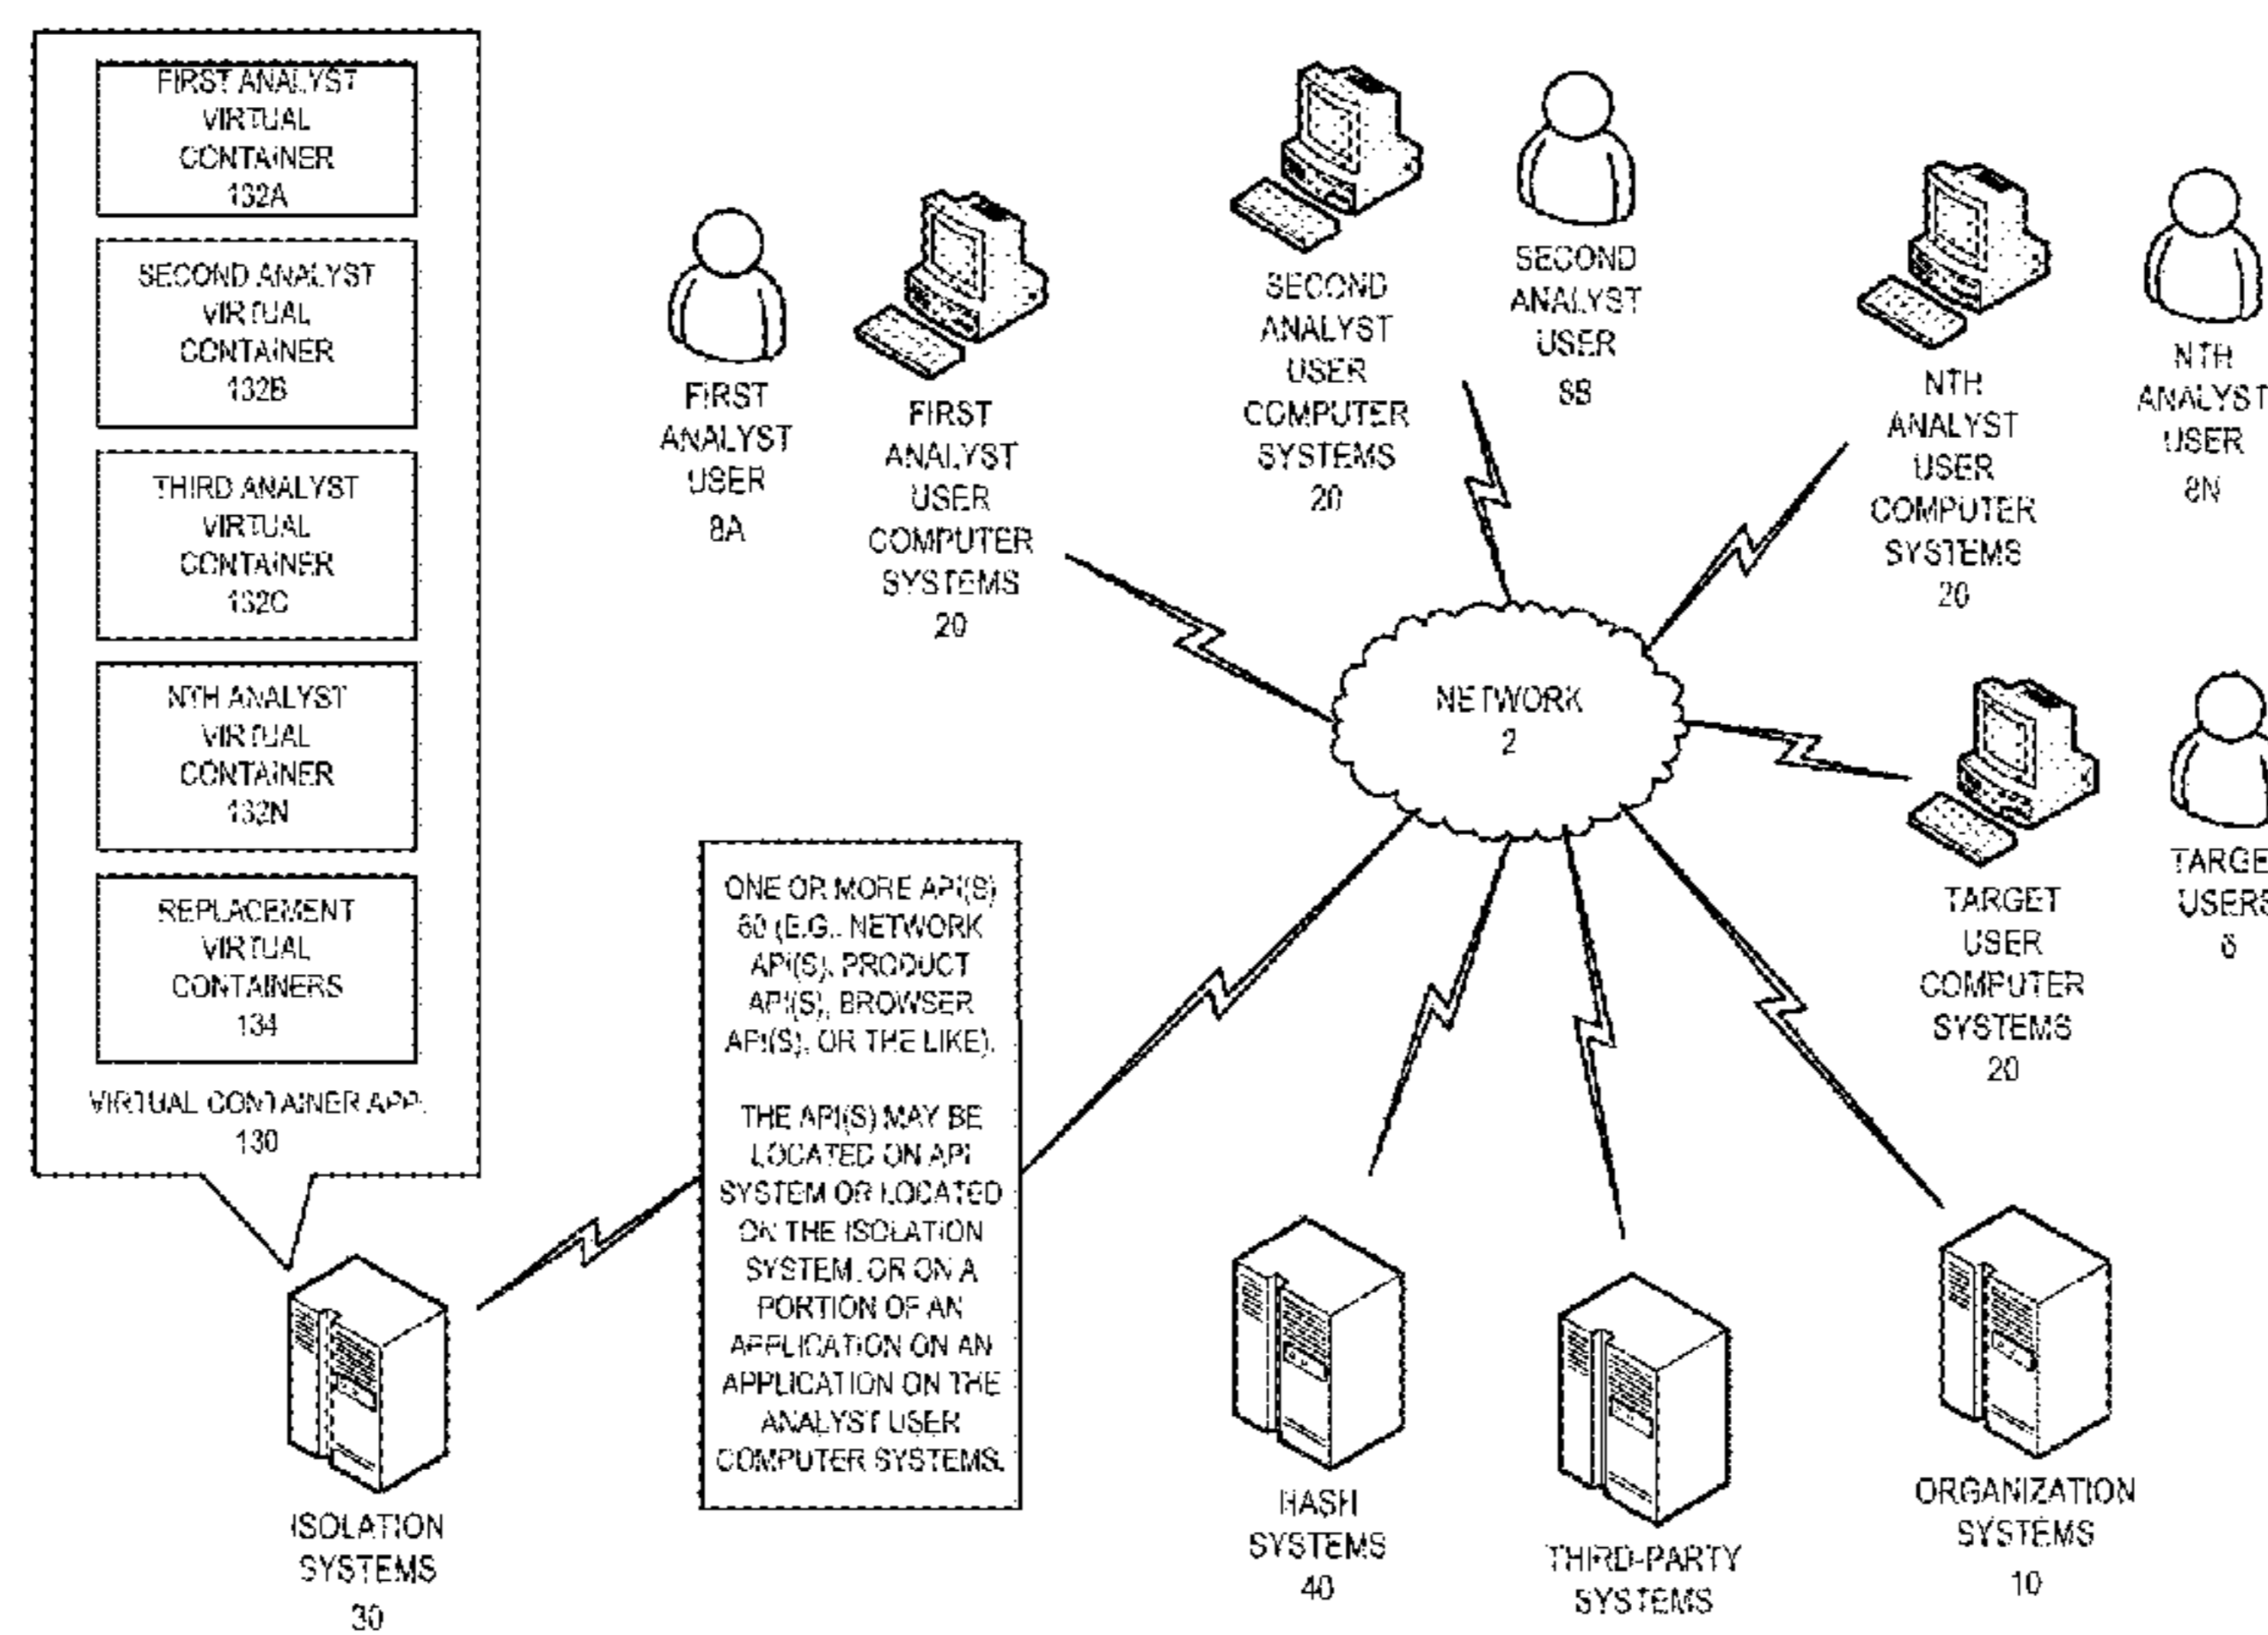 FIRST ANALYST
VIRTUAL
CONTAINER
132A
SECOND ANALYST
VIRTUAL
CONTAINER
132B
THIRD ANALYST
VIRTUAL
CONTAINER
132C
NTH ANALYST
VIRTUAL
CONTAINER
132N
REPLACEMENT
VIRTUAL
CONTAINERS
134
VIRTUAL CONTAINER APP.
130
ISOLATION
SYSTEMS
30
FIRST
ANALYST
USER
8A
FIRST
ANALYST
USER
COMPUTER
SYSTEMS
20
SECOND
ANALYST
USER
COMPUTER
SYSTEMS
20
SECOND
ANALYST
USER
8B
NTH
ANALYST
USER
COMPUTER
SYSTEMS
20
NTH
ANALYST
USER
8N
NETWORK
2
TARGET
USER
COMPUTER
SYSTEMS
20
TARGE
USERS
6
ONE OR MORE API(S)
60 (E.G., NETWORK
API(S), PRODUCT
API(S), BROWSER
API(S), OR THE LIKE).
THE API(S) MAY BE
LOCATED ON API
SYSTEM OR LOCATED
ON THE ISOLATION
SYSTEM, OR ON A
PORTION OF AN
APPLICATION ON AN
APPLICATION ON THE
ANALYST USER
COMPUTER SYSTEMS.
HASH
SYSTEMS
40
THIRD-PARTY
SYSTEMS
ORGANIZATION
SYSTEMS
10